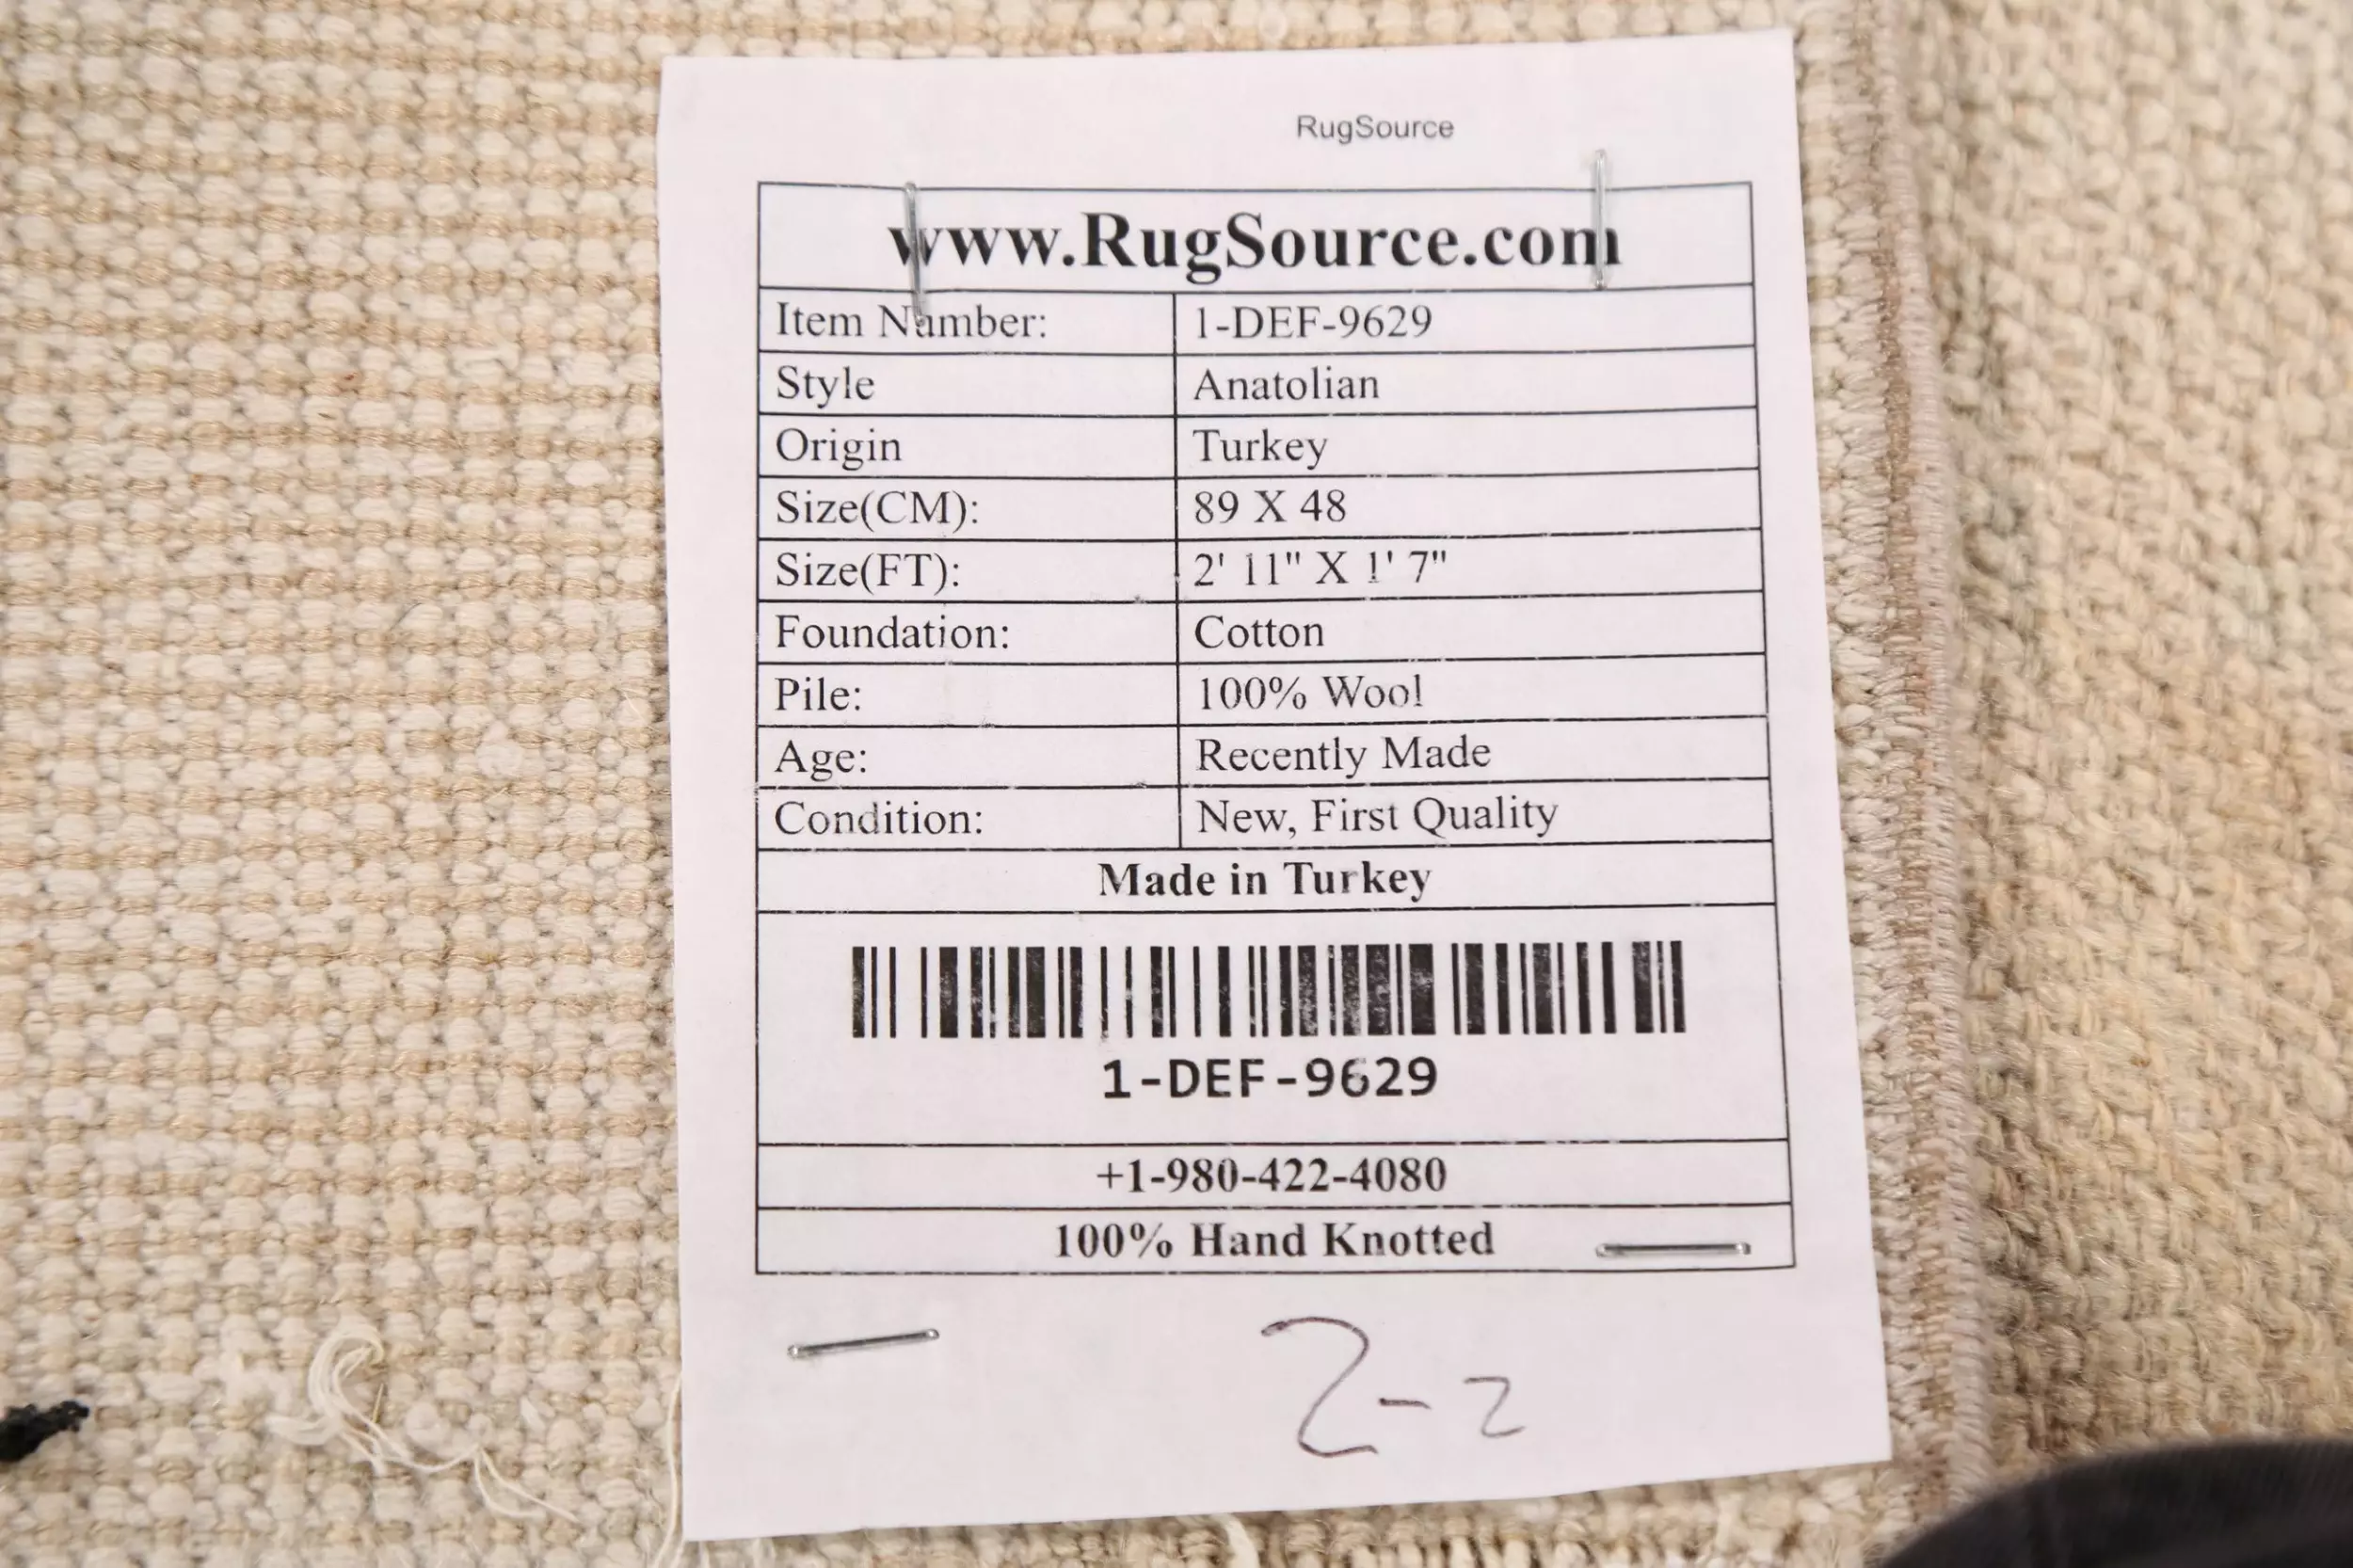 RugSource
www.RugSource.com
Item Number: 1-DEF-9629
Style Anatolian
Origin Turkey
Size(CM): 89 X 48
Size(FT): 2' 11" X 1' 7"
Foundation: Cotton
Pile: 100% Wool
Age: Recently Made
Condition: New, First Quality
Made in Turkey
1-DEF-9629
+1-980-422-4080
100% Hand Knotted
2-2